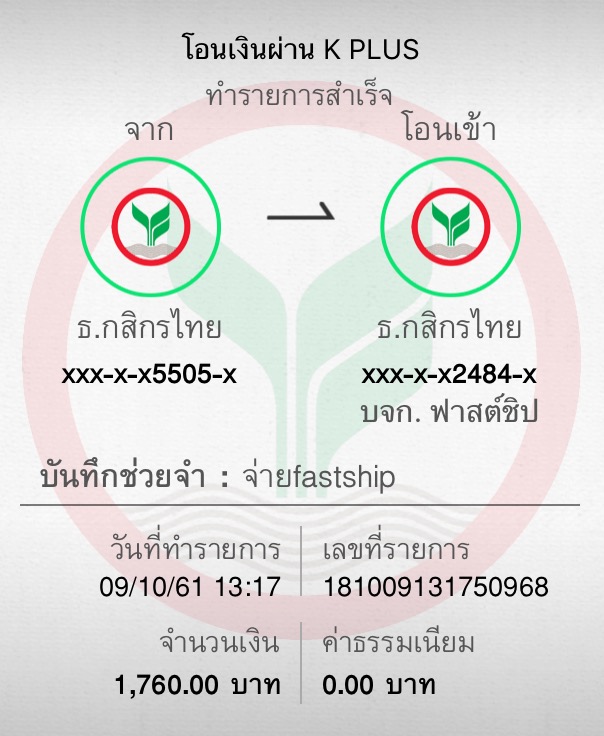 โอนเงินผ่าน K PLUS
ทำรายการสำเร็จ
จาก
โอนเข้า
ธ.กสิกรไทย
xxx-x-x5505-x
ธ.กสิกรไทย
xxx-x-x2484-x
บจก. ฟาสต์ชิป
บันทึกช่วยจำ : จ่ายfastship
วันที่ทำรายการ
09/10/61 13:17
เลขที่รายการ
181009131750968
จำนวนเงิน
1,760.00 บาท
ค่าธรรมเนียม
0.00 บาท